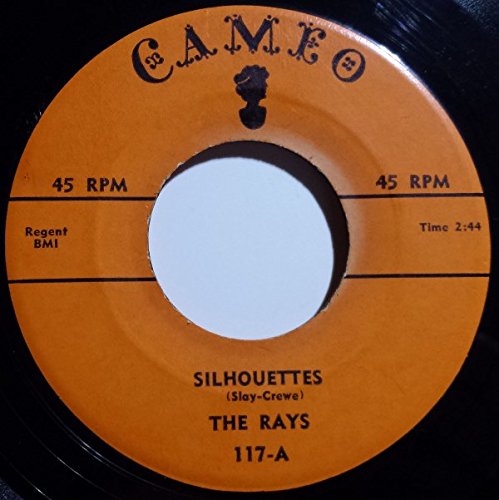 CAMEO
45 RPM
45 RPM
Regent
BMI
Time 2:44
SILHOUETTES
(Slay-Crewe)
THE RAYS
117-A